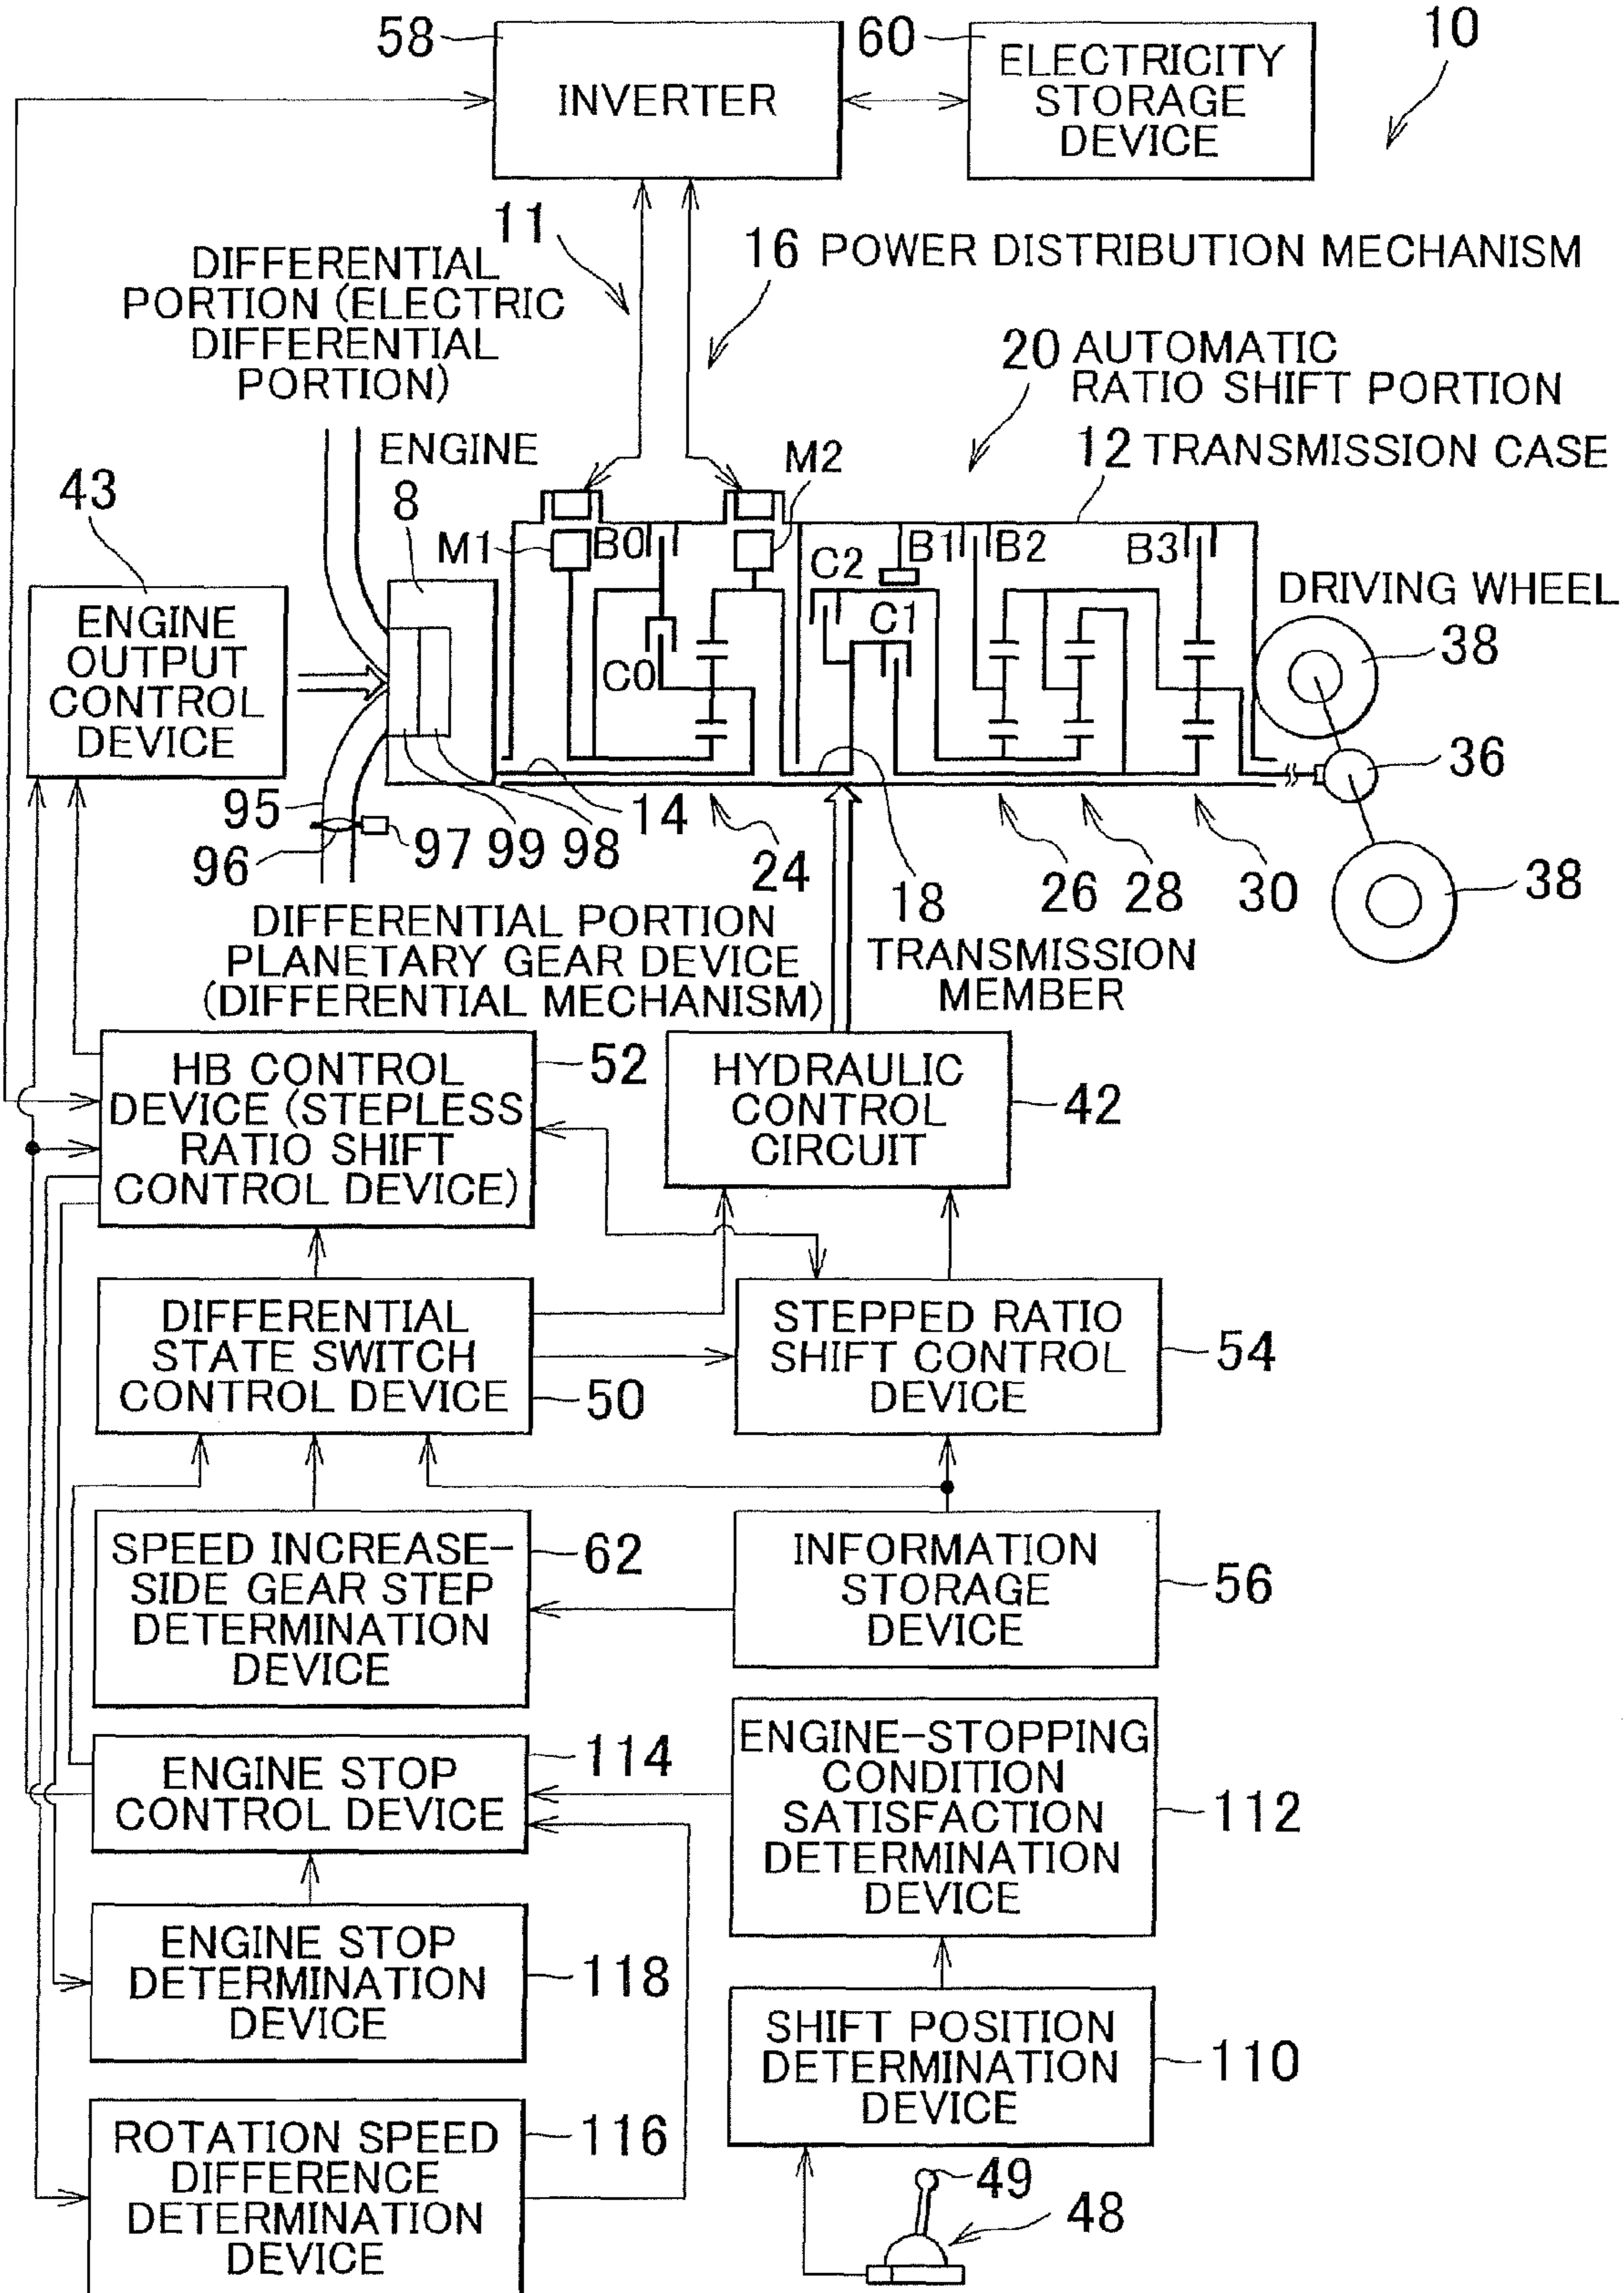 58
INVERTER
60
ELECTRICITY
STORAGE
DEVICE
10
11
DIFFERENTIAL
PORTION (ELECTRIC
DIFFERENTIAL
PORTION)
16 POWER DISTRIBUTION MECHANISM
20 AUTOMATIC
RATIO SHIFT PORTION
12 TRANSMISSION CASE
ENGINE
8
43
ENGINE
OUTPUT
CONTROL
DEVICE
M1
B0
C0
M2
C2
C1
B1
B2
B3
DRIVING WHEEL
38
36
38
95
96
97
99
98
14
24
18
TRANSMISSION
MEMBER
26
28
30
DIFFERENTIAL PORTION
PLANETARY GEAR DEVICE
(DIFFERENTIAL MECHANISM)
HB CONTROL
DEVICE (STEPLESS
RATIO SHIFT
CONTROL DEVICE)
52
HYDRAULIC
CONTROL
CIRCUIT
42
DIFFERENTIAL
STATE SWITCH
CONTROL DEVICE
50
STEPPED RATIO
SHIFT CONTROL
DEVICE
54
SPEED INCREASE-
SIDE GEAR STEP
DETERMINATION
DEVICE
62
INFORMATION
STORAGE
DEVICE
56
ENGINE STOP
CONTROL DEVICE
114
ENGINE-STOPPING
CONDITION
SATISFACTION
DETERMINATION
DEVICE
112
ENGINE STOP
DETERMINATION
DEVICE
118
SHIFT POSITION
DETERMINATION
DEVICE
110
ROTATION SPEED
DIFFERENCE
DETERMINATION
DEVICE
116
49
48